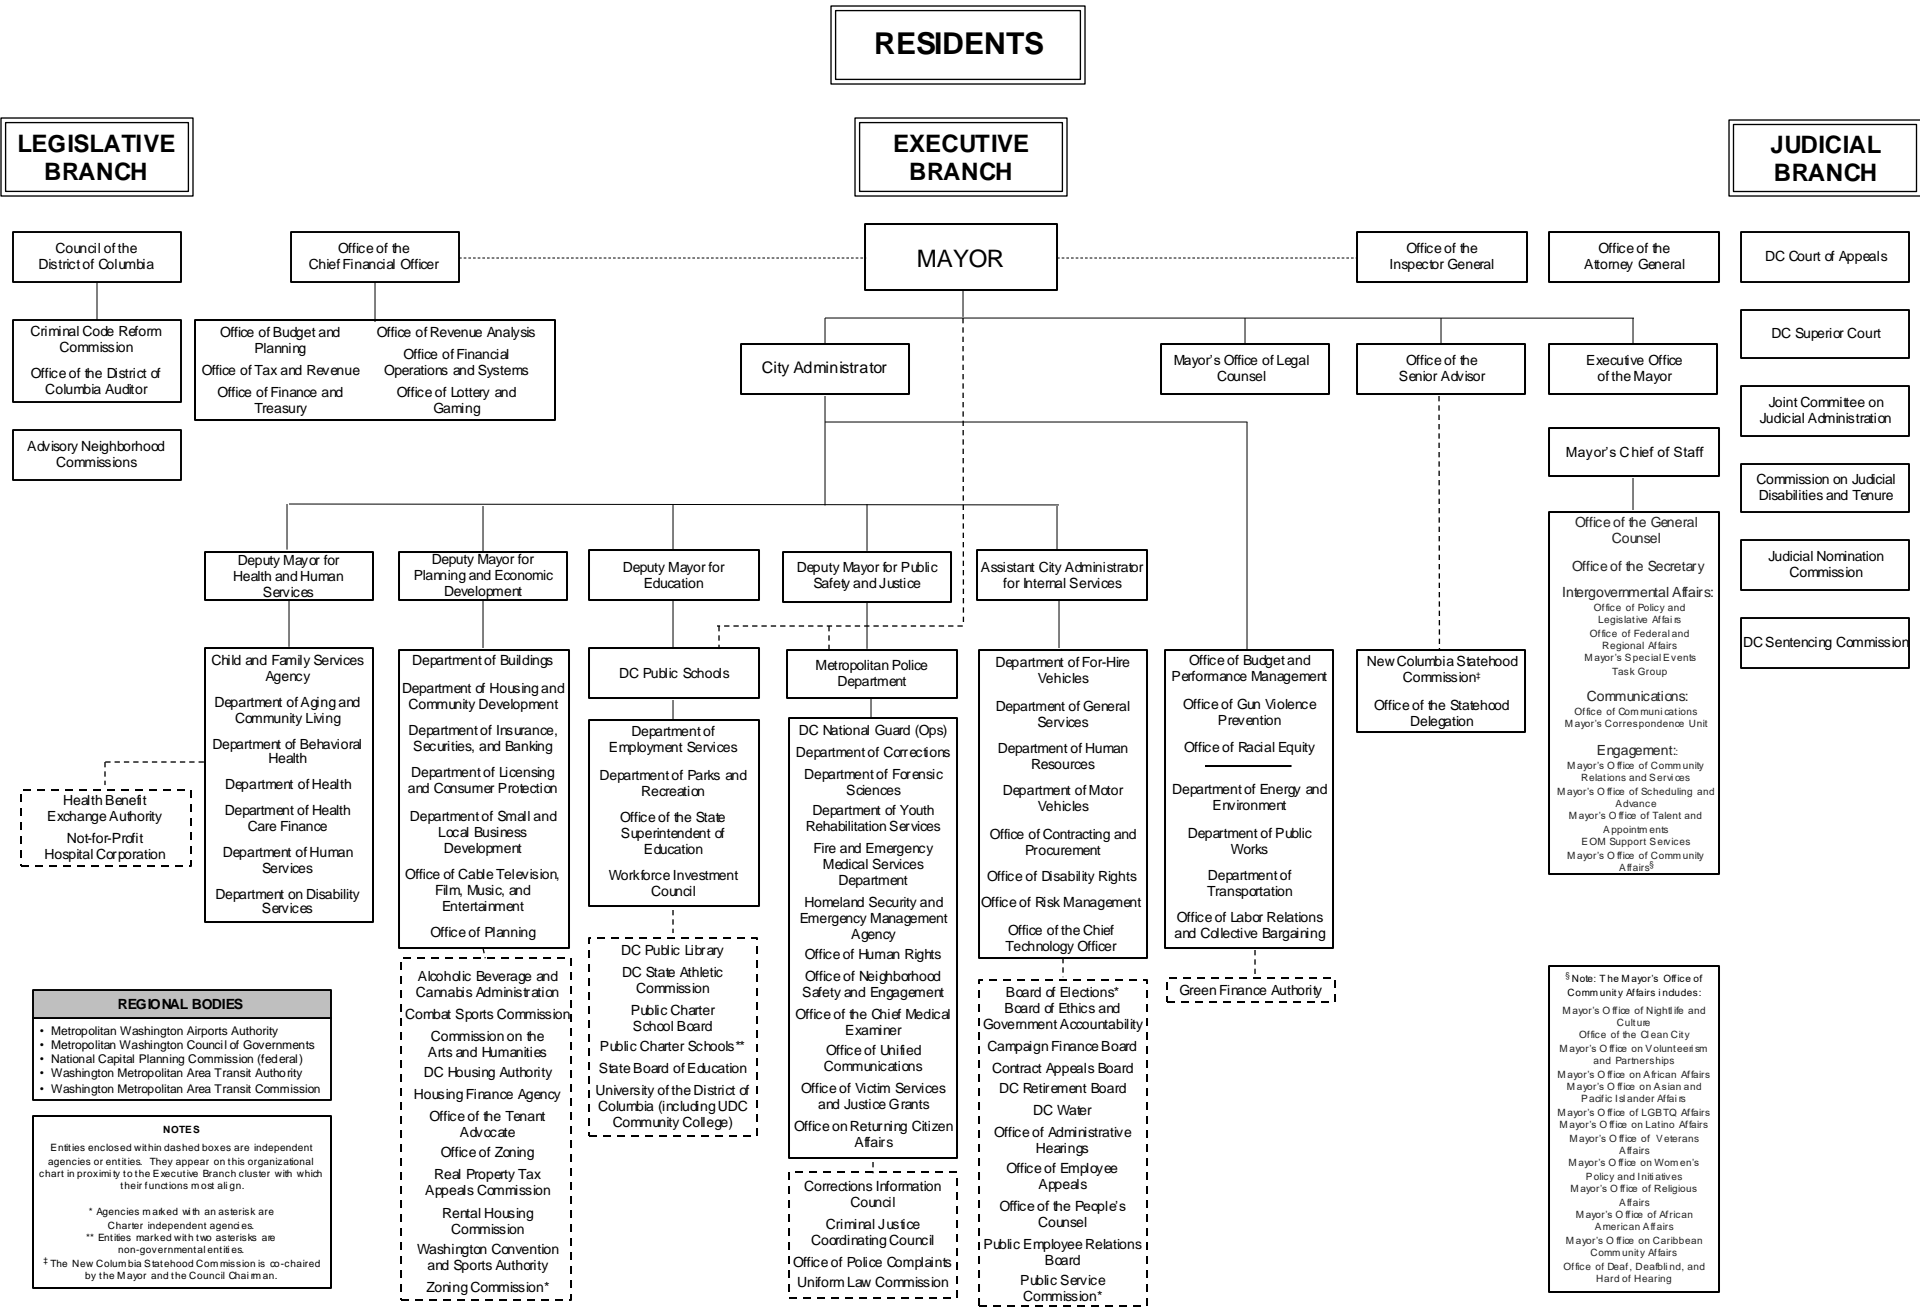 RESIDENTS
LEGISLATIVE
BRANCH
EXECUTIVE
BRANCH
JUDICIAL
BRANCH
Council of the
District of Columbia
Office of the
Chief Financial Officer
MAYOR
Office of the
Inspector General
Office of the
Attorney General
DC Court of Appeals
Criminal Code Reform
Commission
Office of the District of
Columbia Auditor
Advisory Neighborhood
Commissions
Office of Budget and
Planning
Office of Tax and Revenue
Office of Finance and
Treasury
Office of Revenue Analysis
Office of Financial
Operations and Systems
Office of Lottery and
Gaming
City Administrator
Mayor's Office of Legal
Counsel
Office of the
Senior Advisor
Executive Office
of the Mayor
DC Superior Court
Joint Committee on
Judicial Administration
Mayor's Chief of Staff
Commission on Judicial
Disabilities and Tenure
Judicial Nomination
Commission
DC Sentencing Commission
Deputy Mayor for
Health and Human
Services
Deputy Mayor for
Planning and Economic
Development
Deputy Mayor for
Education
Deputy Mayor for Public
Safety and Justice
Assistant City Administrator
for Internal Services
Child and Family Services
Agency
Department of Aging and
Community Living
Department of Behavioral
Health
Department of Health
Department of Health
Care Finance
Department of Human
Services
Department on Disability
Services
Health Benefit
Exchange Authority
Not-for-Profit
Hospital Corporation
Department of Buildings
Department of Housing and
Community Development
Department of Insurance,
Securities, and Banking
Department of Licensing
and Consumer Protection
Department of Small and
Local Business
Development
Office of Cable Television,
Film, Music, and
Entertainment
Office of Planning
Alcoholic Beverage and
Cannabis Administration
Combat Sports Commission
Commission on the
Arts and Humanities
DC Housing Authority
Housing Finance Agency
Office of the Tenant
Advocate
Office of Zoning
Real Property Tax
Appeals Commission
Rental Housing
Commission
Washington Convention
and Sports Authority
Zoning Commission*
DC Public Schools
Department of
Employment Services
Department of Parks and
Recreation
Office of the State
Superintendent of
Education
Workforce Investment
Council
DC Public Library
DC State Athletic
Commission
Public Charter
School Board
Public Charter Schools**
State Board of Education
University of the District of
Columbia (including UDC
Community College)
Metropolitan Police
Department
DC National Guard (Ops)
Department of Corrections
Department of Forensic
Sciences
Department of Youth
Rehabilitation Services
Fire and Emergency
Medical Services
Department
Homeland Security and
Emergency Management
Agency
Office of Human Rights
Office of Neighborhood
Safety and Engagement
Office of the Chief Medical
Examiner
Office of Unified
Communications
Office of Victim Services
and Justice Grants
Office on Returning Citizen
Affairs
Corrections Information
Council
Criminal Justice
Coordinating Council
Office of Police Complaints
Uniform Law Commission
Department of For-Hire
Vehicles
Department of General
Services
Department of Human
Resources
Department of Motor
Vehicles
Office of Contracting and
Procurement
Office of Disability Rights
Office of Risk Management
Office of the Chief
Technology Officer
Board of Elections*
Board of Ethics and
Government Accountability
Campaign Finance Board
Contract Appeals Board
DC Retirement Board
DC Water
Office of Administrative
Hearings
Office of Employee
Appeals
Office of the People's
Counsel
Public Employee Relations
Board
Public Service
Commission*
Office of Budget and
Performance Management
Office of Gun Violence
Prevention
Office of Racial Equity
Department of Energy and
Environment
Department of Public
Works
Department of
Transportation
Office of Labor Relations
and Collective Bargaining
Green Finance Authority
New Columbia Statehood
Commission‡
Office of the Statehood
Delegation
Office of the General
Counsel
Office of the Secretary
Intergovernmental Affairs:
Office of Policy and
Legislative Affairs
Office of Federal and
Regional Affairs
Mayor's Special Events
Task Group
Communications:
Office of Communications
Mayor's Correspondence Unit
Engagement:
Mayor's Office of Community
Relations and Services
Mayor's Office of Scheduling and
Advance
Mayor's Office of Talent and
Appointments
EOM Support Services
Mayor's Office of Community
Affairs§
§ Note: The Mayor's Office of
Community Affairs includes:
Mayor's Office of Nightlife and
Culture
Office of the Clean City
Mayor's Office on Volunteerism
and Partnerships
Mayor's Office on African Affairs
Mayor's Office on Asian and
Pacific Islander Affairs
Mayor's Office of LGBTQ Affairs
Mayor's Office on Latino Affairs
Mayor's Office of Veterans
Affairs
Mayor's Office on Women's
Policy and Initiatives
Mayor's Office of Religious
Affairs
Mayor's Office of African
American Affairs
Mayor's Office on Caribbean
Community Affairs
Office of Deaf, Deafblind, and
Hard of Hearing
REGIONAL BODIES
• Metropolitan Washington Airports Authority
• Metropolitan Washington Council of Governments
• National Capital Planning Commission (federal)
• Washington Metropolitan Area Transit Authority
• Washington Metropolitan Area Transit Commission
NOTES
Entities enclosed within dashed boxes are independent
agencies or entities. They appear on this organizational
chart in proximity to the Executive Branch cluster with which
their functions most align.
* Agencies marked with an asterisk are
Charter independent agencies.
** Entities marked with two asterisks are
non-governmental entities.
‡ The New Columbia Statehood Commission is co-chaired
by the Mayor and the Council Chairman.